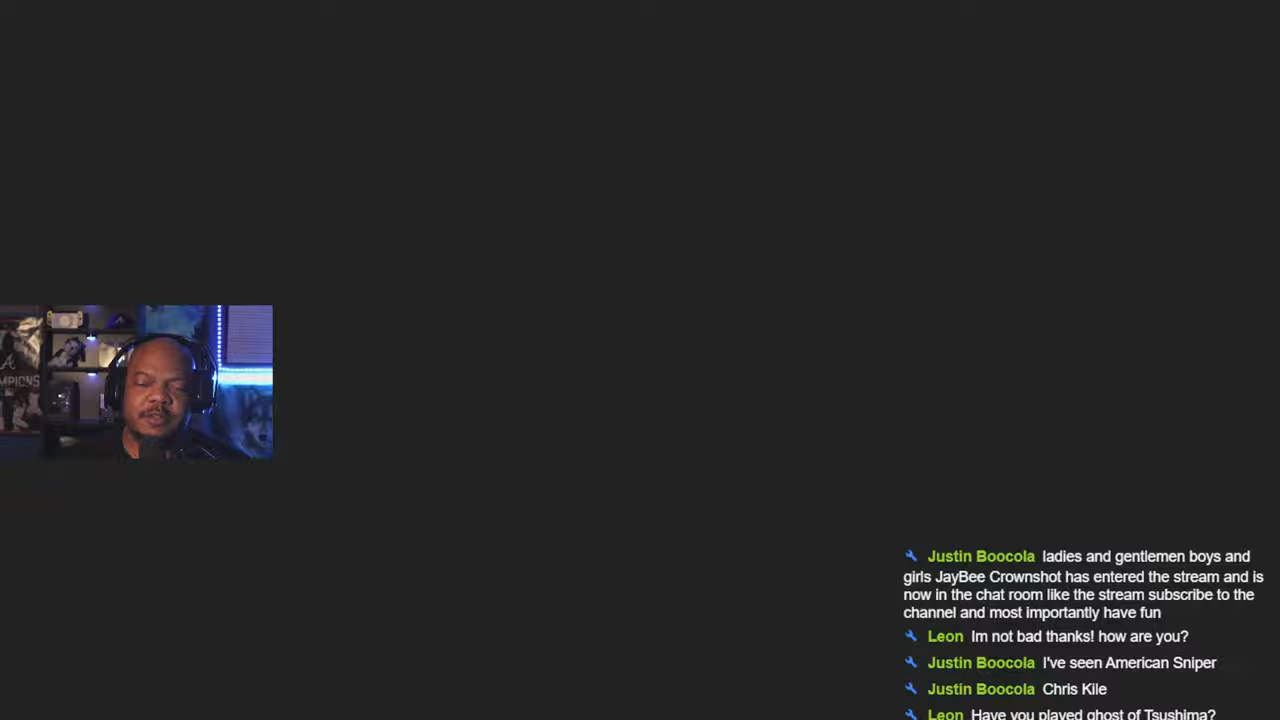 A
MPIONS
Justin Boocola ladies and gentlemen boys and
girls JayBee Crownshot has entered the stream and is
now in the chat room like the stream subscribe to the
channel and most importantly have fun
Leon Im not bad thanks! how are you?
Justin Boocola I've seen American Sniper
Justin Boocola Chris Kile
Leon Have you played ghost of Tsushima?